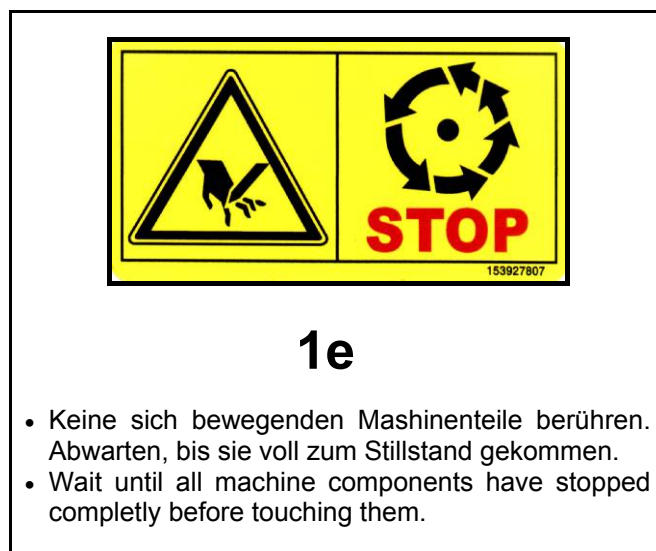 STOP
153927807
1e
• Keine sich bewegenden Mashinenteile berühren.
Abwarten, bis sie voll zum Stillstand gekommen.
• Wait until all machine components have stopped
completly before touching them.